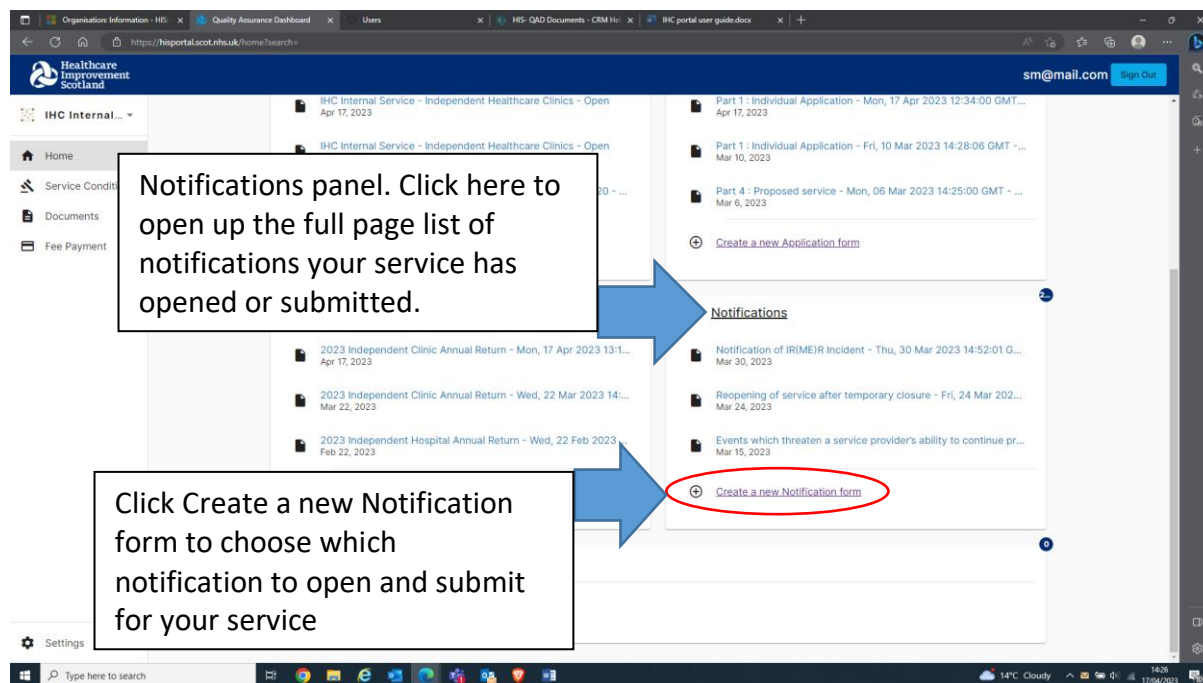 Organisation: Information - HIS-
Quality Assurance Dashboard
Users
HIS- QAD Documents - CRM Hel
IHC portal user guide.docx
https://hisportal.scot.nhs.uk/home?search=
Healthcare
Improvement
Scotland
sm@mail.com
Sign Out
IHC Internal...
Home
Service Conditi
Documents
Fee Payment
Settings
IHC Internal Service - Independent Healthcare Clinics - Open
Apr 17, 2023
IHC Internal Service - Independent Healthcare Clinics - Open
20 - ...
Part 1 : Individual Application - Mon, 17 Apr 2023 12:34:00 GMT...
Apr 17, 2023
Part 1 : Individual Application - Fri, 10 Mar 2023 14:28:06 GMT -...
Mar 10, 2023
Part 4 : Proposed service - Mon, 06 Mar 2023 14:25:00 GMT - ...
Mar 6, 2023
Create a new Application form
Notifications panel. Click here to
open up the full page list of
notifications your service has
opened or submitted.
2023 Independent Clinic Annual Return - Mon, 17 Apr 2023 13:1...
Apr 17, 2023
2023 Independent Clinic Annual Return - Wed, 22 Mar 2023 14:...
Mar 22, 2023
2023 Independent Hospital Annual Return - Wed, 22 Feb 2023 ...
Feb 22, 2023
2...
Notifications
Notification of IR(ME)R Incident - Thu, 30 Mar 2023 14:52:01 G...
Mar 30, 2023
Reopening of service after temporary closure - Fri, 24 Mar 202...
Mar 24, 2023
Events which threaten a service provider's ability to continue pr...
Mar 15, 2023
Create a new Notification form
Click Create a new Notification
form to choose which
notification to open and submit
for your service
0
Type here to search
14°C Cloudy
14:26
17/04/2023